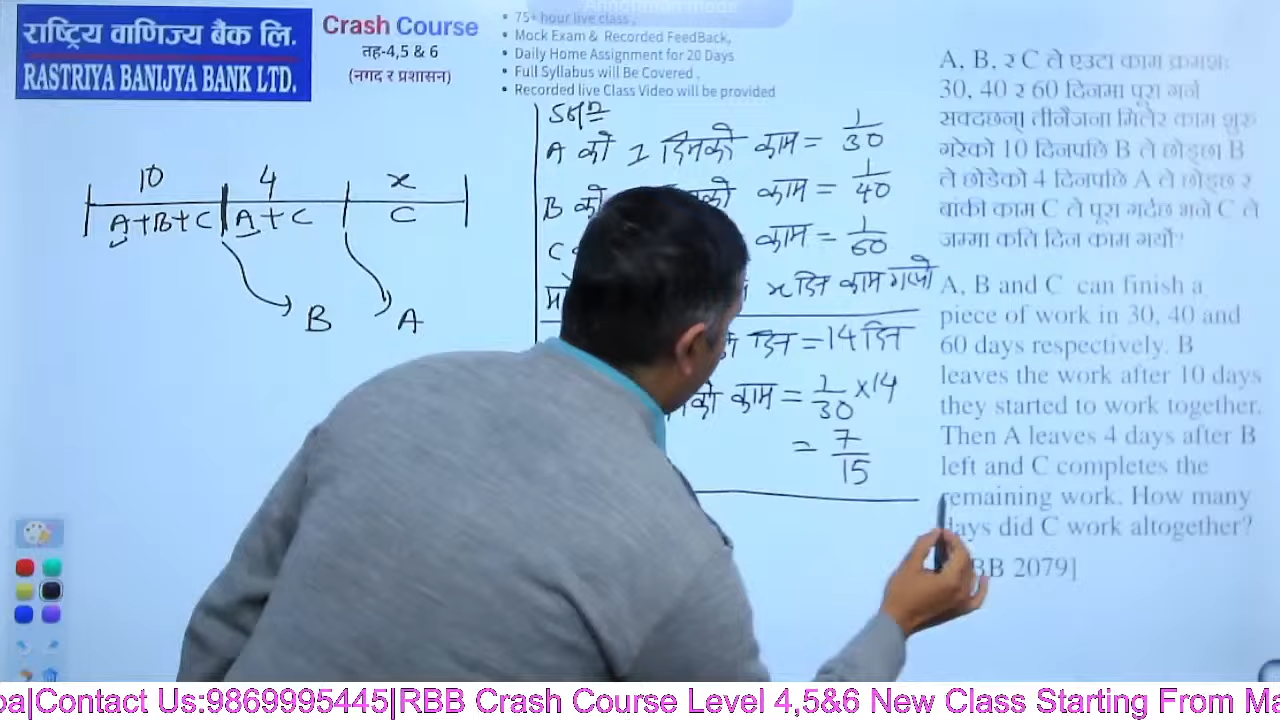 राष्ट्रिय वाणिज्य बैंक लि.
RASTRIYA BANIJYA BANK LTD.
Crash Course
तह-4,5 & 6
(नगद र प्रशासन)
• 75+ hour live class ,
• Mock Exam & Recorded FeedBack,
• Daily Home Assignment for 20 Days
• Full Syllabus will Be Covered .
• Recorded live Class Video will be provided
10 4 x
A+B+C A+C C
B A
A को 1 दिनको काम = 1/30
B को काम = 1/40
C काम = 1/60
x दिन काम गर्यो
दिन = 14 दिन
काम = 1/30 × 14
= 7/15
A, B, र C ले एउटा काम क्रमशः
30, 40 र 60 दिनमा पूरा गर्न
सक्दछन्। तीनैजना मिलेर काम शुरु
गरेको 10 दिनपछि B ले छोड्छ। B
ले छोडेको 4 दिनपछि A ले छोड्छ र
बांकी काम C ले पूरा गर्दछ भने C ले
जम्मा कति दिन काम गर्यो?
A, B and C can finish a
piece of work in 30, 40 and
60 days respectively. B
leaves the work after 10 days
they started to work together.
Then A leaves 4 days after B
left and C completes the
remaining work. How many
days did C work altogether?
BB 2079]
|Contact Us:9869995445|RBB Crash Course Level 4,5&6 New Class Starting From